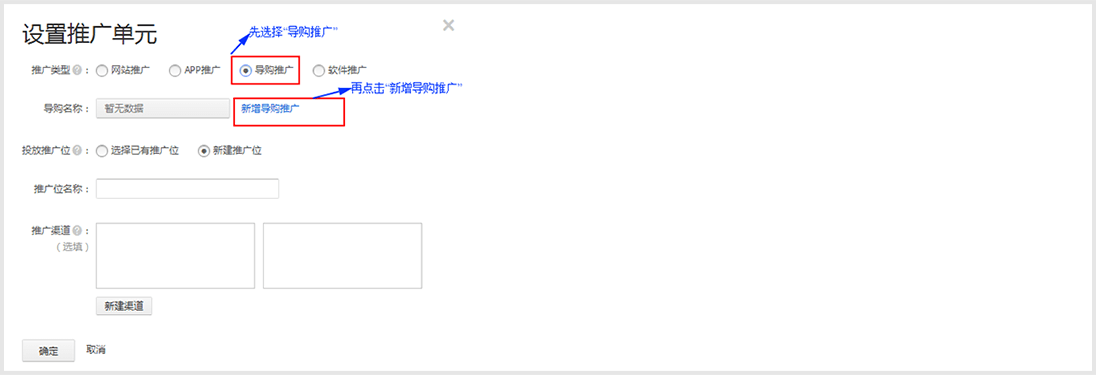 设置推广单元
先选择“导购推广”
推广类型?： 网站推广 APP推广 导购推广 软件推广
再点击“新增导购推广”
导购名称： 暂无数据 新增导购推广
投放推广位?： 选择已有推广位 新建推广位
推广位名称：
推广渠道?：
（选填）
新建渠道
确定 取消